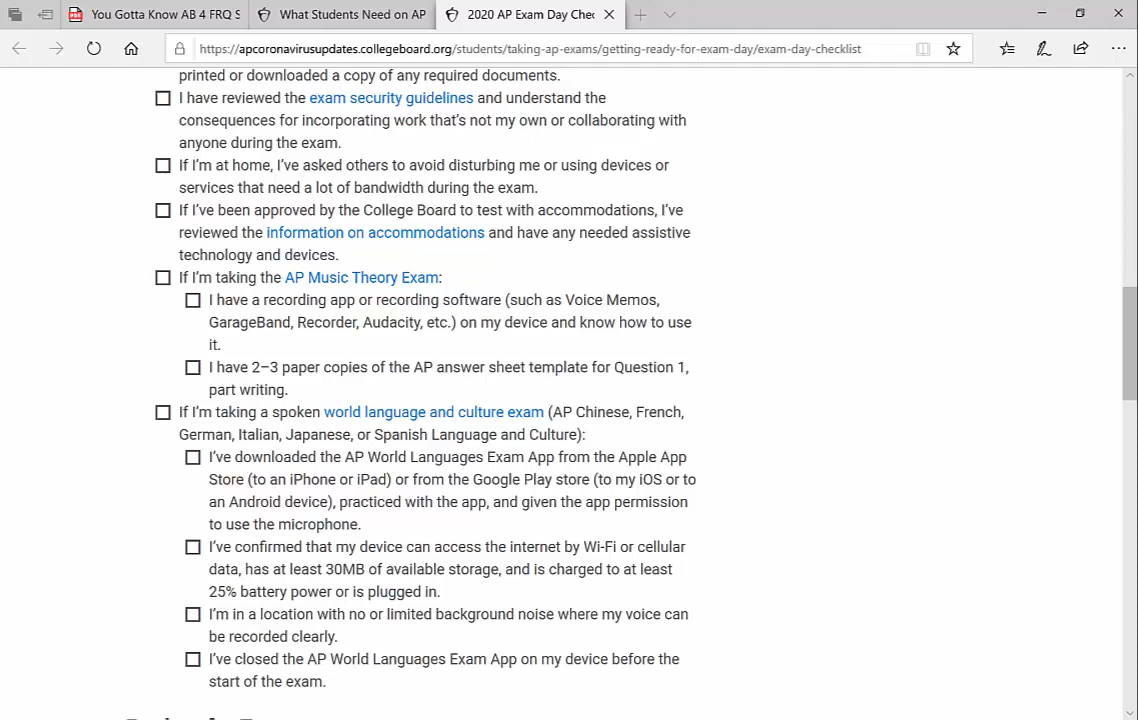 You Gotta Know AB 4 FRQ S
What Students Need on AP
2020 AP Exam Day Chec
https://apcoronavirusupdates.collegeboard.org/students/taking-ap-exams/getting-ready-for-exam-day/exam-day-checklist
printed or downloaded a copy of any required documents.
I have reviewed the exam security guidelines and understand the
consequences for incorporating work that's not my own or collaborating with
anyone during the exam.
If I'm at home, I've asked others to avoid disturbing me or using devices or
services that need a lot of bandwidth during the exam.
If I've been approved by the College Board to test with accommodations, I've
reviewed the information on accommodations and have any needed assistive
technology and devices.
If I'm taking the AP Music Theory Exam:
I have a recording app or recording software (such as Voice Memos,
GarageBand, Recorder, Audacity, etc.) on my device and know how to use
it.
I have 2–3 paper copies of the AP answer sheet template for Question 1,
part writing.
If I'm taking a spoken world language and culture exam (AP Chinese, French,
German, Italian, Japanese, or Spanish Language and Culture):
I've downloaded the AP World Languages Exam App from the Apple App
Store (to an iPhone or iPad) or from the Google Play store (to my iOS or to
an Android device), practiced with the app, and given the app permission
to use the microphone.
I've confirmed that my device can access the internet by Wi-Fi or cellular
data, has at least 30MB of available storage, and is charged to at least
25% battery power or is plugged in.
I'm in a location with no or limited background noise where my voice can
be recorded clearly.
I've closed the AP World Languages Exam App on my device before the
start of the exam.